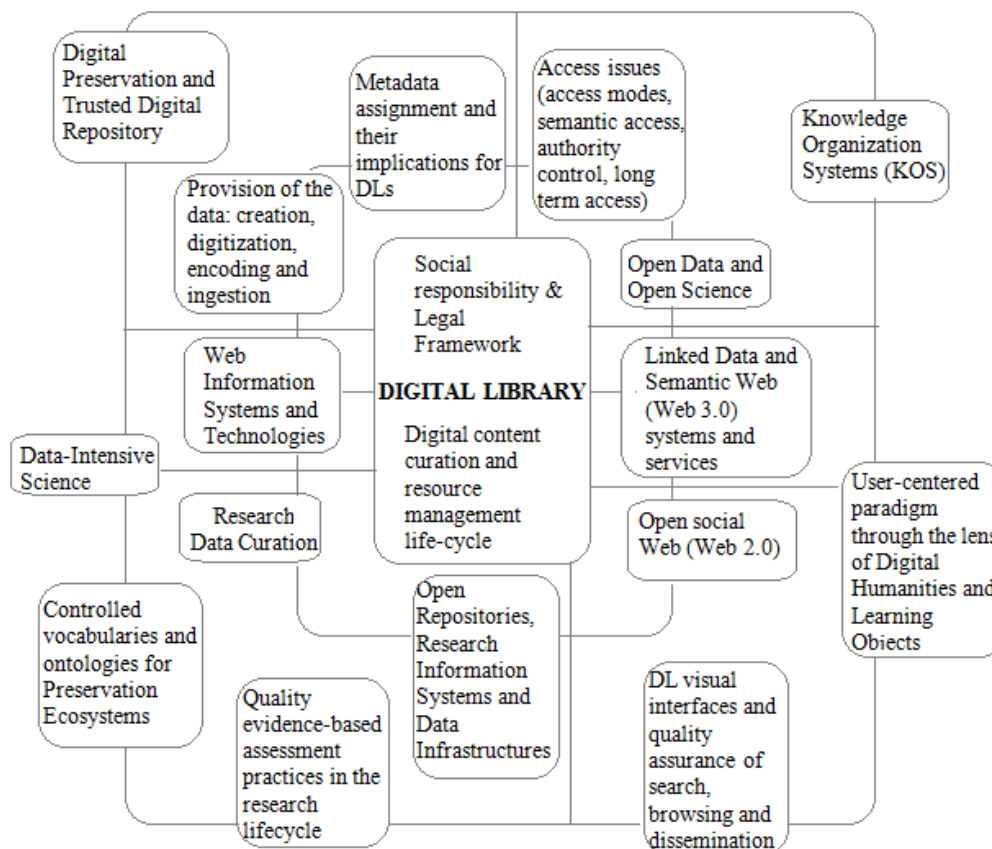 Digital
Preservation and
Trusted Digital
Repository
Metadata
assignment and
their
implications for
DLs
Access issues
(access modes,
semantic access,
authority
control, long
term access)
Knowledge
Organization
Systems (KOS)
Provision of the
data: creation,
digitization,
encoding and
ingestion
Social
responsibility &
Legal
Framework
DIGITAL LIBRARY
Digital content
curation and
resource
management
life-cycle
Open Data and
Open Science
Web
Information
Systems and
Technologies
Linked Data and
Semantic Web
(Web 3.0)
systems and
services
Data-Intensive
Science
Research
Data Curation
Open social
Web (Web 2.0)
User-centered
paradigm
through the lens
of Digital
Humanities and
Learning
Objects
Controlled
vocabularies and
ontologies for
Preservation
Ecosystems
Open
Repositories,
Research
Information
Systems and
Data
Infrastructures
Quality
evidence-based
assessment
practices in the
research
lifecycle
DL visual
interfaces and
quality
assurance of
search,
browsing and
dissemination